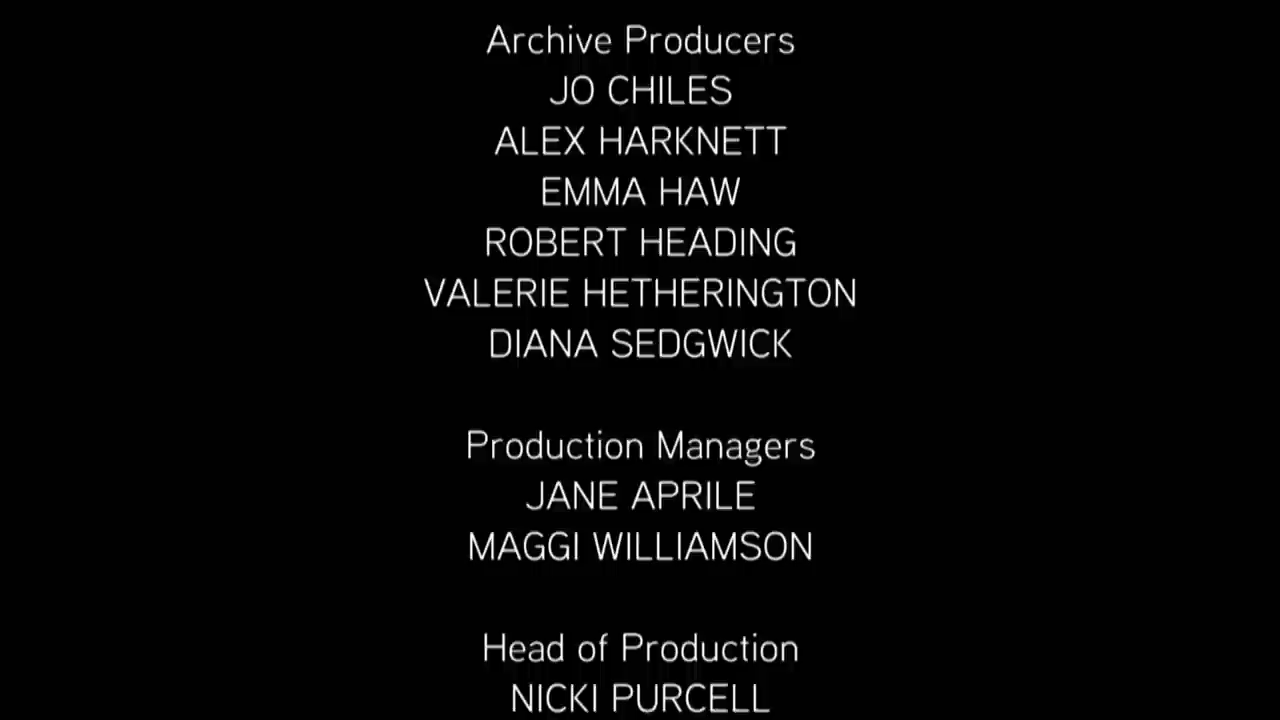 Archive Producers
JO CHILES
ALEX HARKNETT
EMMA HAW
ROBERT HEADING
VALERIE HETHERINGTON
DIANA SEDGWICK
Production Managers
JANE APRILE
MAGGI WILLIAMSON
Head of Production
NICKI PURCELL